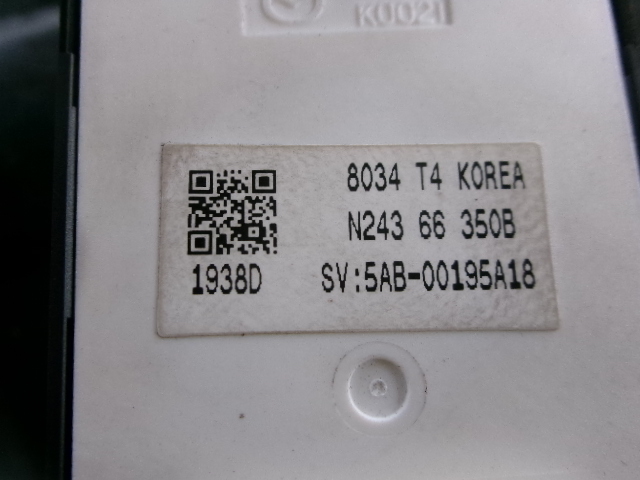 K0021
8034 T4 KOREA
N243 66 350B
1938D SV:5AB-00195A18